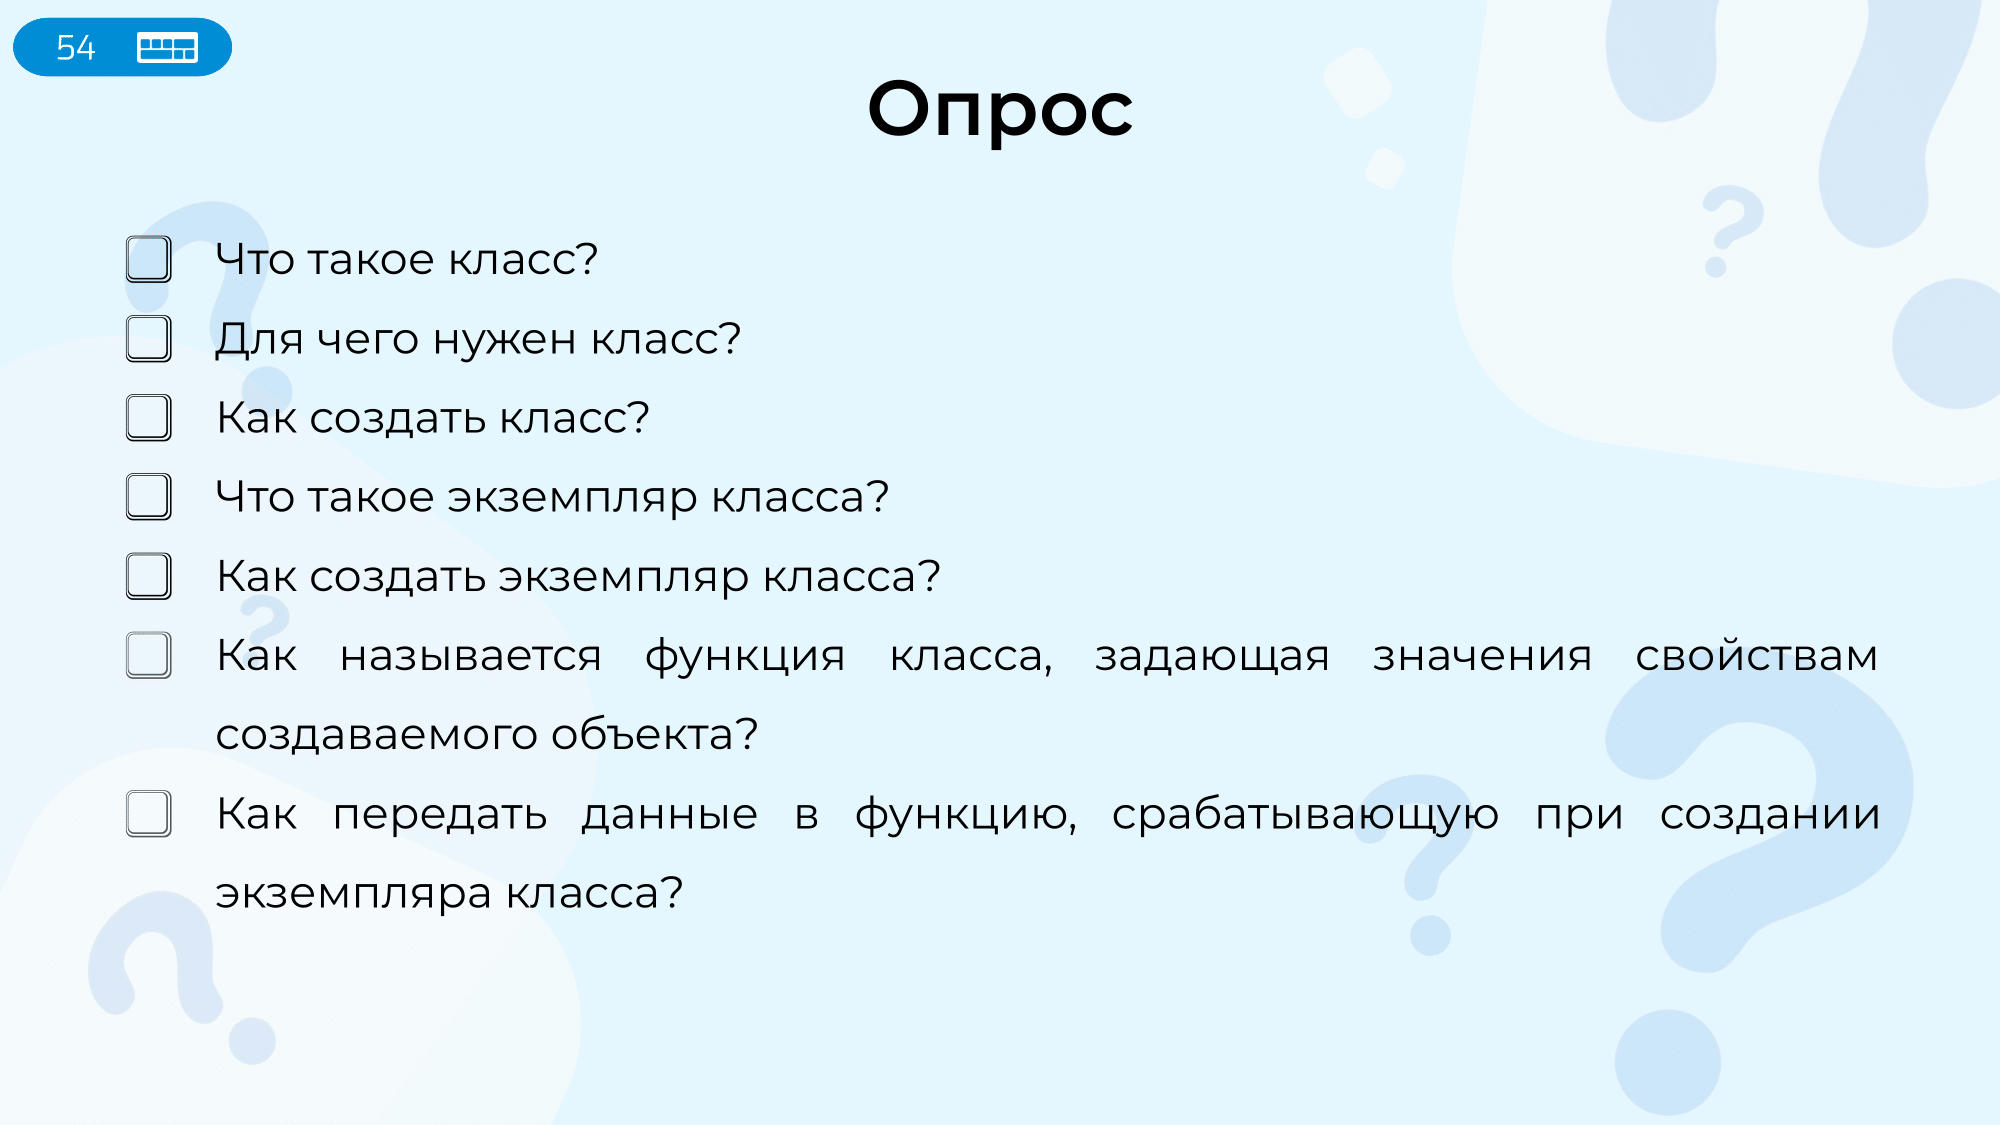 54
Опрос
Что такое класс?
Для чего нужен класс?
Как создать класс?
Что такое экземпляр класса?
Как создать экземпляр класса?
Как называется функция класса, задающая значения свойствам
создаваемого объекта?
Как передать данные в функцию, срабатывающую при создании
экземпляра класса?